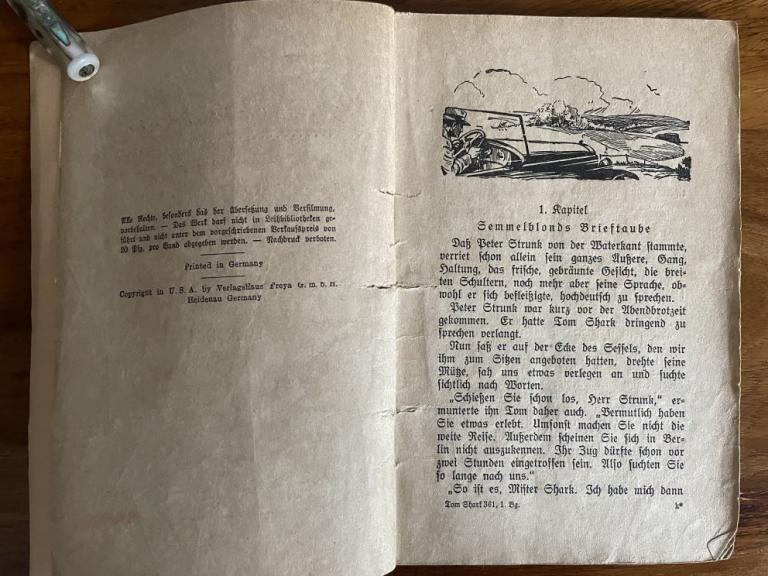 Alle Rechte, besonders das der Übersetzung und Verfilmung,
vorbehalten. — Das Werk darf nicht in Leihbibliotheken ge-
führt und nicht unter dem vorgeschriebenen Verkaufspreis von
20 Pfg. pro Band abgegeben werden. — Nachdruck verboten.
Printed in Germany
Copyright in U. S. A. by Verlagshaus Freya G. m. b. H.
Heidenau Germany
1. Kapitel
Semmelblonds Brieftaube
Daß Peter Strunk von der Waterkant stammte,
verriet schon allein sein ganzes Äußere, Gang,
Haltung, das frische, gebräunte Gesicht, die brei-
ten Schultern, noch mehr aber seine Sprache, ob-
wohl er sich befleißigte, hochdeutsch zu sprechen.
Peter Strunk war kurz vor der Abendbrotzeit
gekommen. Er hatte Tom Shark dringend zu
sprechen verlangt.
Nun saß er auf der Ecke des Sessels, den wir
ihm zum Sitzen angeboten hatten, drehte seine
Mütze, sah uns etwas verlegen an und suchte
sichtlich nach Worten.
„Schießen Sie schon los, Herr Strunk,“ er-
munterte ihn Tom daher auch. „Vermutlich haben
Sie etwas erlebt. Umsonst machen Sie nicht die
weite Reise. Außerdem scheinen Sie sich in Ber-
lin nicht auszukennen. Ihr Zug dürfte schon vor
zwei Stunden eingetroffen sein. Also suchten Sie
so lange nach uns.“
„So ist es, Mister Shark. Ich habe mich dann
Tom Shark 361, 1. Bg. k*